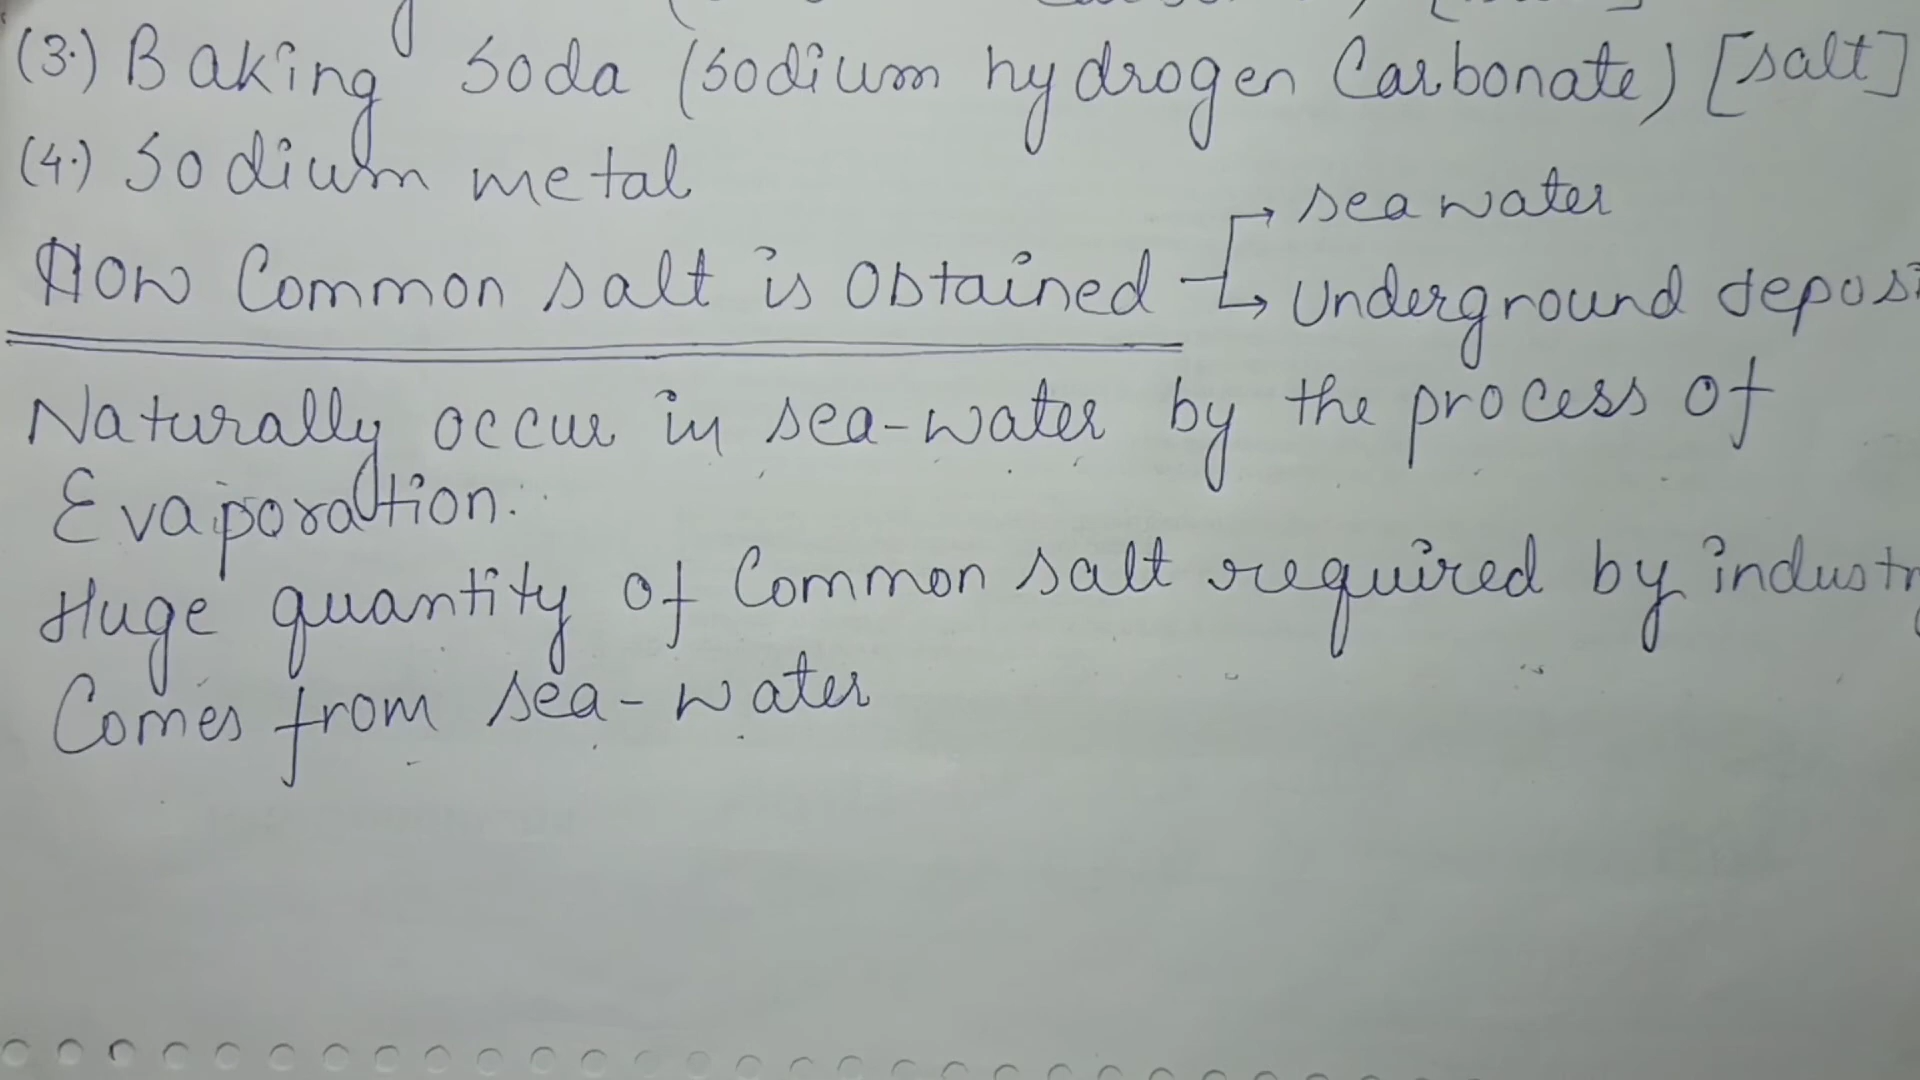 (3.) Baking Soda (Sodium hydrogen Carbonate) [salt]
(4.) Sodium metal
sea water
How Common salt is Obtained
Underground deposi
Naturally occur in sea-water by the process of
Evaporation.
Huge quantity of Common salt required by industry
Comes from sea-water